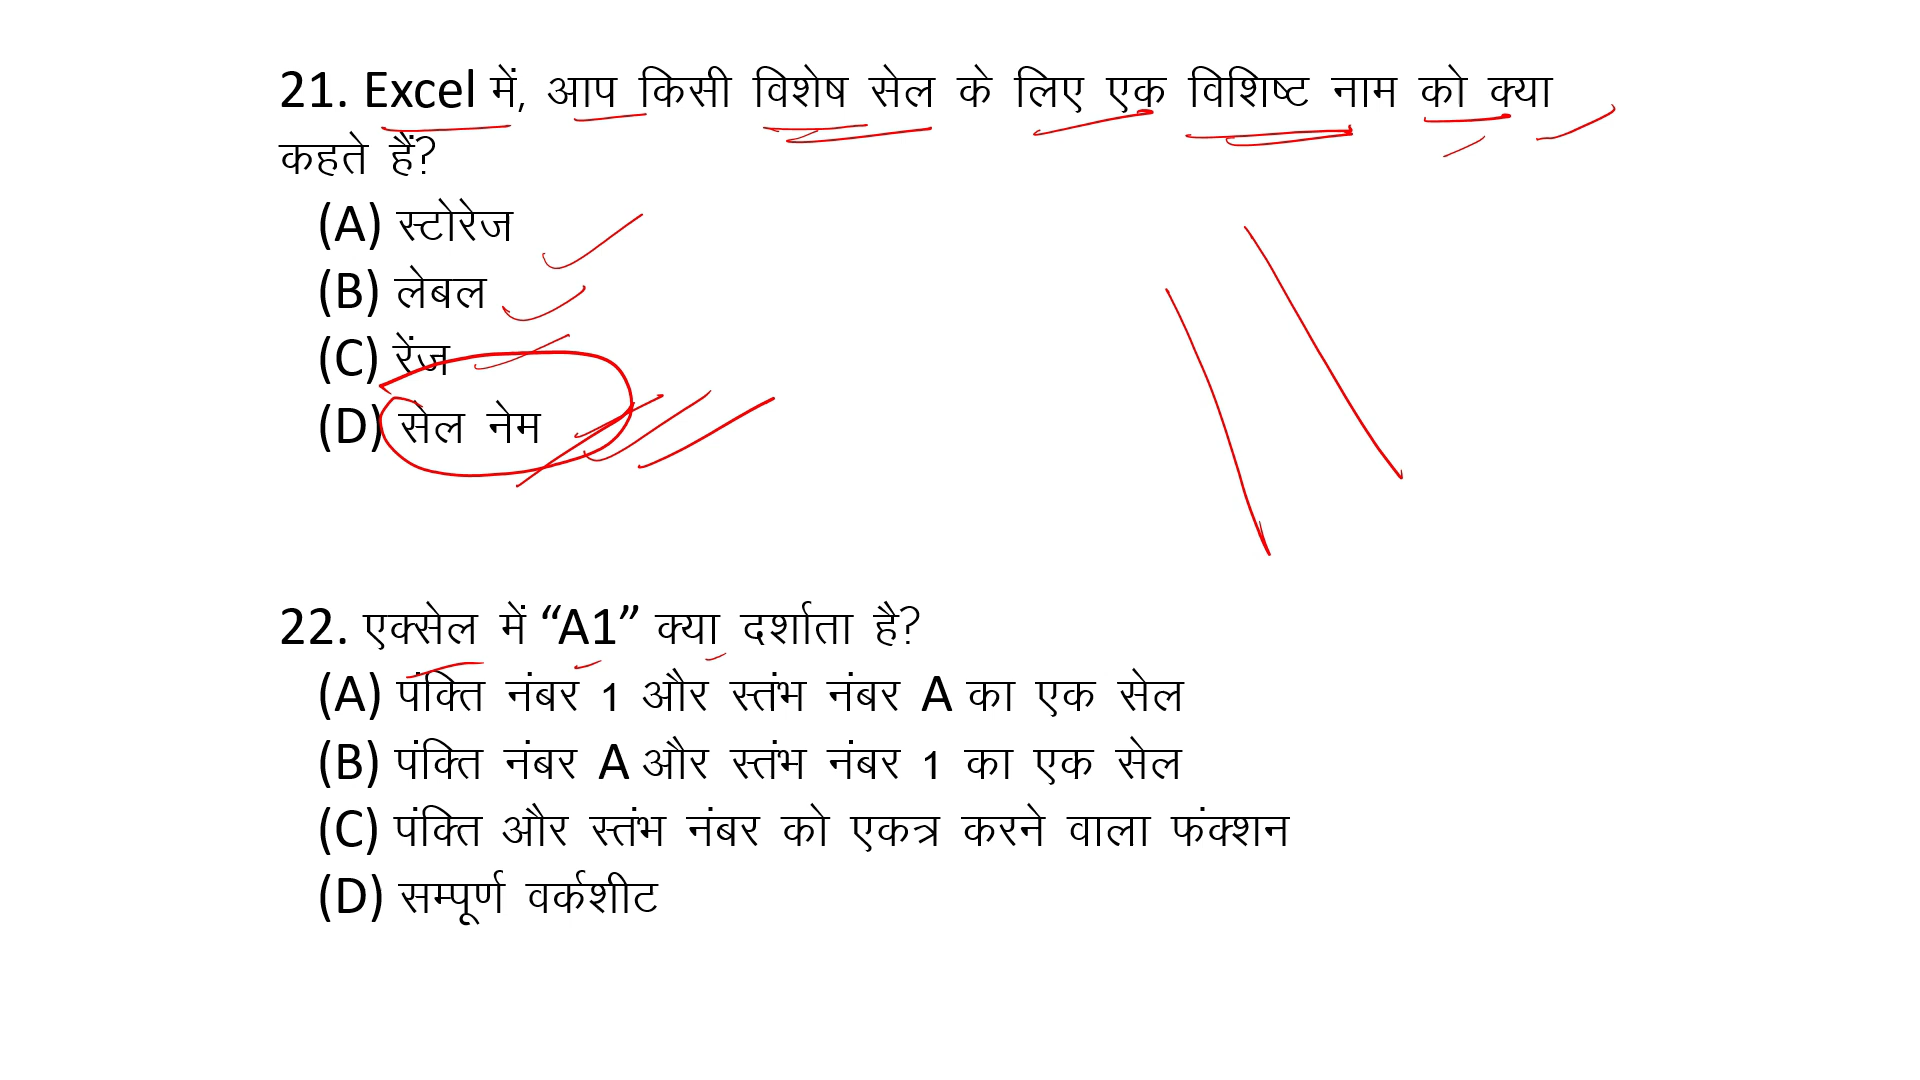 21. Excel में, आप किसी विशेष सेल के लिए एक विशिष्ट नाम को क्या
कहते हैं?
(A) स्टोरेज
(B) लेबल
(C) रेंज
(D) सेल नेम
22. एक्सेल में “A1” क्या दर्शाता है?
(A) पंक्ति नंबर 1 और स्तंभ नंबर A का एक सेल
(B) पंक्ति नंबर A और स्तंभ नंबर 1 का एक सेल
(C) पंक्ति और स्तंभ नंबर को एकत्र करने वाला फंक्शन
(D) सम्पूर्ण वर्कशीट